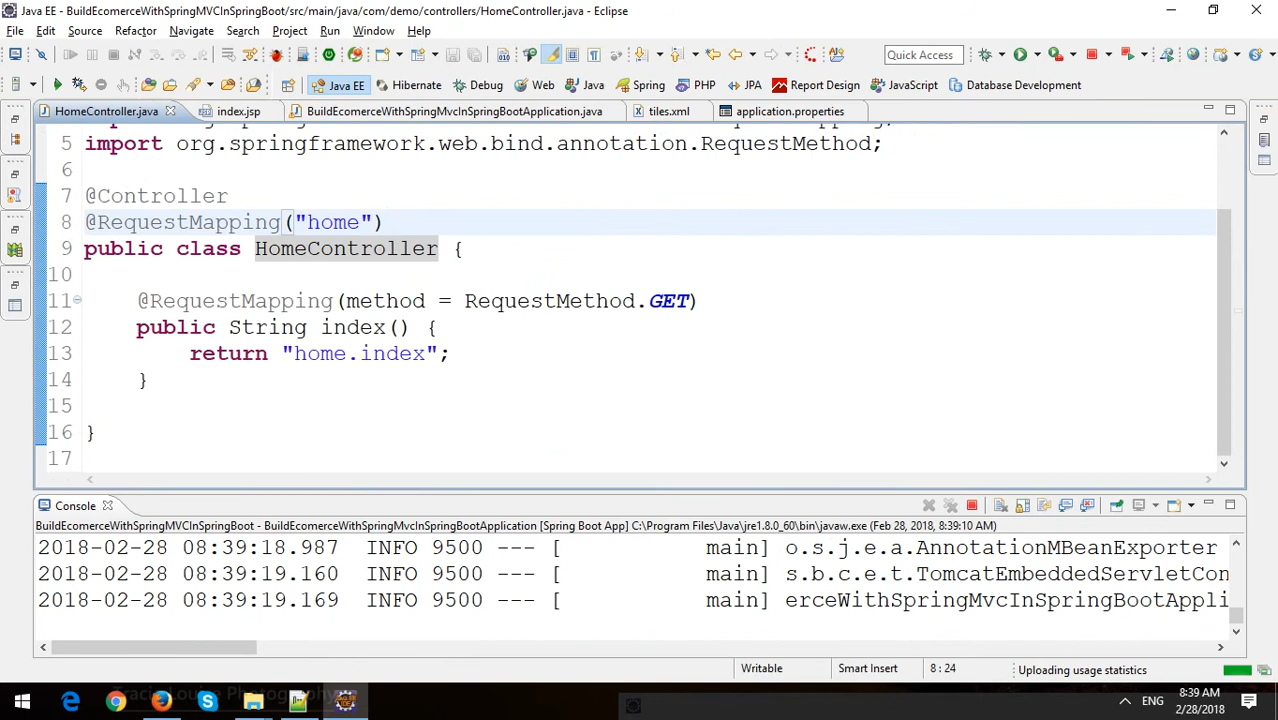 Java EE - BuildEcomerceWithSpringMVCInSpringBoot/src/main/java/com/demo/controllers/HomeController.java - Eclipse
File Edit Source Refactor Navigate Search Project Run Window Help
Quick Access
Java EE Hibernate Debug Web Java Spring PHP JPA Report Design JavaScript Database Development
HomeController.java index.jsp BuildEcomerceWithSpringMvcInSpringBootApplication.java tiles.xml application.properties
5 import org.springframework.web.bind.annotation.RequestMethod;
6
7 @Controller
8 @RequestMapping("home")
9 public class HomeController {
10
11 @RequestMapping(method = RequestMethod.GET)
12 public String index() {
13 return "home.index";
14 }
15
16 }
17
Console
BuildEcomerceWithSpringMVCInSpringBoot - BuildEcomerceWithSpringMvcInSpringBootApplication [Spring Boot App] C:\Program Files\Java\jre1.8.0_60\bin\javaw.exe (Feb 28, 2018, 8:39:10 AM)
2018-02-28 08:39:18.987 INFO 9500 --- [ main] o.s.j.e.a.AnnotationMBeanExporter
2018-02-28 08:39:19.160 INFO 9500 --- [ main] s.b.c.e.t.TomcatEmbeddedServletCon
2018-02-28 08:39:19.169 INFO 9500 --- [ main] erceWithSpringMvcInSpringBootAppli
Writable Smart Insert 8 : 24 Uploading usage statistics
ENG 8:39 AM
2/28/2018